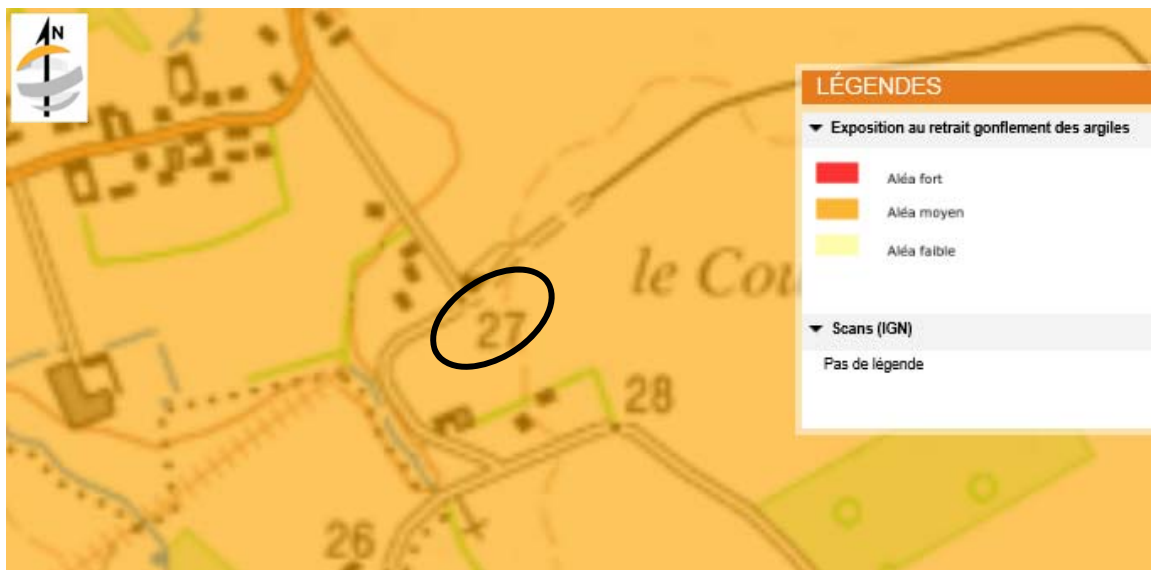 N
LÉGENDES
Exposition au retrait gonflement des argiles
Aléa fort
Aléa moyen
Aléa faible
le Cou
Scans (IGN)
Pas de légende
27
28
26